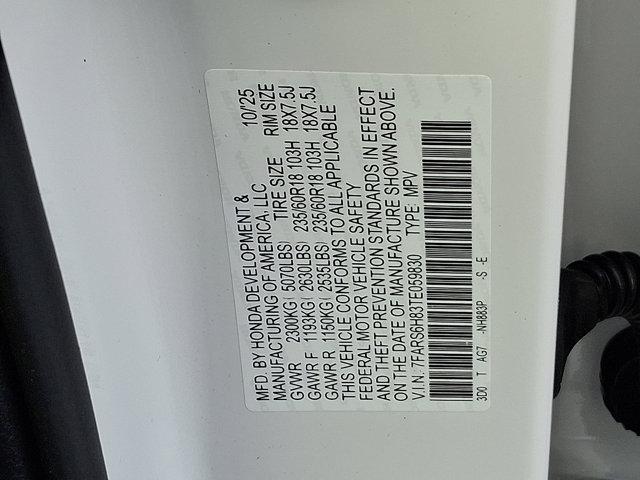 MFD. BY HONDA DEVELOPMENT & 10/'25
MANUFACTURING OF AMERICA, LLC
TIRE SIZE RIM SIZE
GVWR 2300KG( 5070LBS)
GAWR F 1193KG( 2630LBS) 235/60R18 103H 18X7.5J
GAWR R 1150KG( 2535LBS) 235/60R18 103H 18X7.5J
THIS VEHICLE CONFORMS TO ALL APPLICABLE
FEDERAL MOTOR VEHICLE SAFETY
AND THEFT PREVENTION STANDARDS IN EFFECT
ON THE DATE OF MANUFACTURE SHOWN ABOVE.
V.I.N.: 7FARS6H83TE059830 TYPE: MPV
3D0 T AG7 -NH883P -S -E